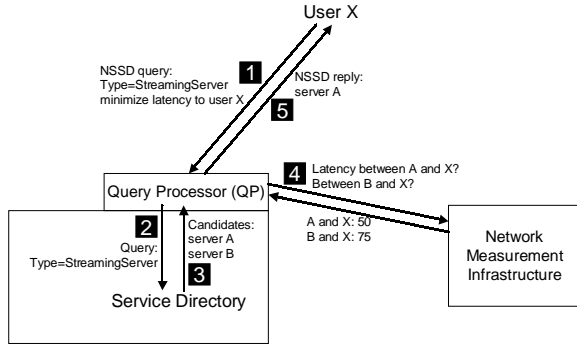 User X
NSSD query:
Type=StreamingServer
minimize latency to user X
1
NSSD reply:
server A
5
4
Latency between A and X?
Between B and X?
Query Processor (QP)
A and X: 50
B and X: 75
2
Query:
Type=StreamingServer
Candidates:
server A
server B
3
Service Directory
Network
Measurement
Infrastructure